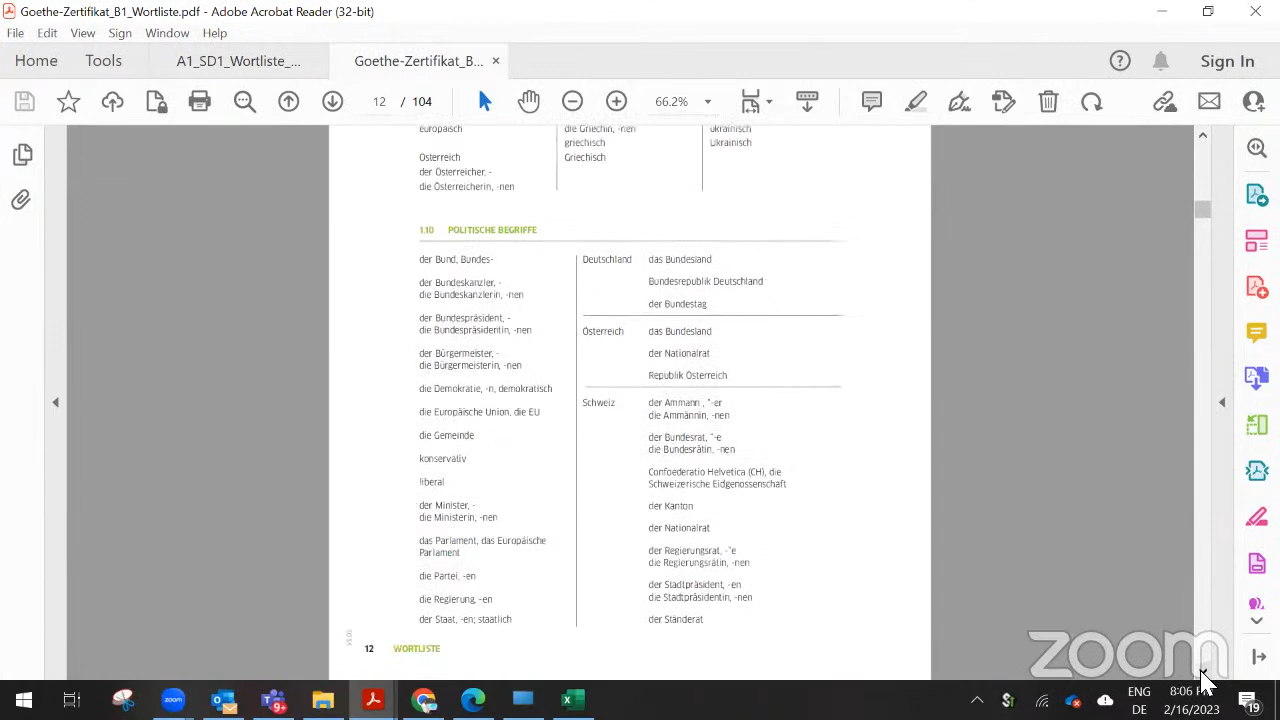 Goethe-Zertifikat_B1_Wortliste.pdf - Adobe Acrobat Reader (32-bit)
File Edit View Sign Window Help
Home Tools A1_SD1_Wortliste_... Goethe-Zertifikat_B... × Sign In
12 / 104 66.2%
europäisch die Griechin, -nen ukrainisch
griechisch Ukrainisch
Österreich Griechisch
der Österreicher, -
die Österreicherin, -nen
1.10 POLITISCHE BEGRIFFE
der Bund, Bundes-
der Bundeskanzler, -
die Bundeskanzlerin, -nen
der Bundespräsident, -
die Bundespräsidentin, -nen
der Bürgermeister, -
die Bürgermeisterin, -nen
die Demokratie, -n, demokratisch
die Europäische Union, die EU
die Gemeinde
konservativ
liberal
der Minister, -
die Ministerin, -nen
das Parlament, das Europäische
Parlament
die Partei, -en
die Regierung, -en
der Staat, -en; staatlich
Deutschland das Bundesland
Bundesrepublik Deutschland
der Bundestag
Österreich das Bundesland
der Nationalrat
Republik Österreich
Schweiz der Ammann , "-er
die Ammännin, -nen
der Bundesrat, "-e
die Bundesrätin, -nen
Confoederatio Helvetica (CH), die
Schweizerische Eidgenossenschaft
der Kanton
der Nationalrat
der Regierungsrat, -"e
die Regierungsrätin, -nen
der Stadtpräsident, -en
die Stadtpräsidentin, -nen
der Ständerat
12 WORTLISTE
zoom
zoom
9+
ENG
DE
8:06
2/16/2023
19